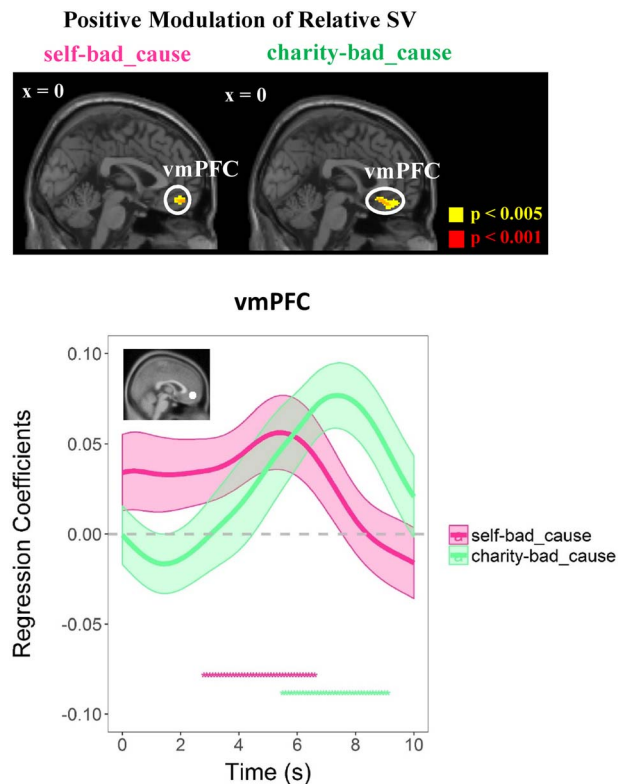 Positive Modulation of Relative SV
self-bad_cause
charity-bad_cause
x = 0
x = 0
vmPFC
vmPFC
p < 0.005
p < 0.001
vmPFC
0.10
0.05
0.00
-0.05
-0.10
Regression Coefficients
self-bad_cause
charity-bad_cause
0 2 4 6 8 10
Time (s)